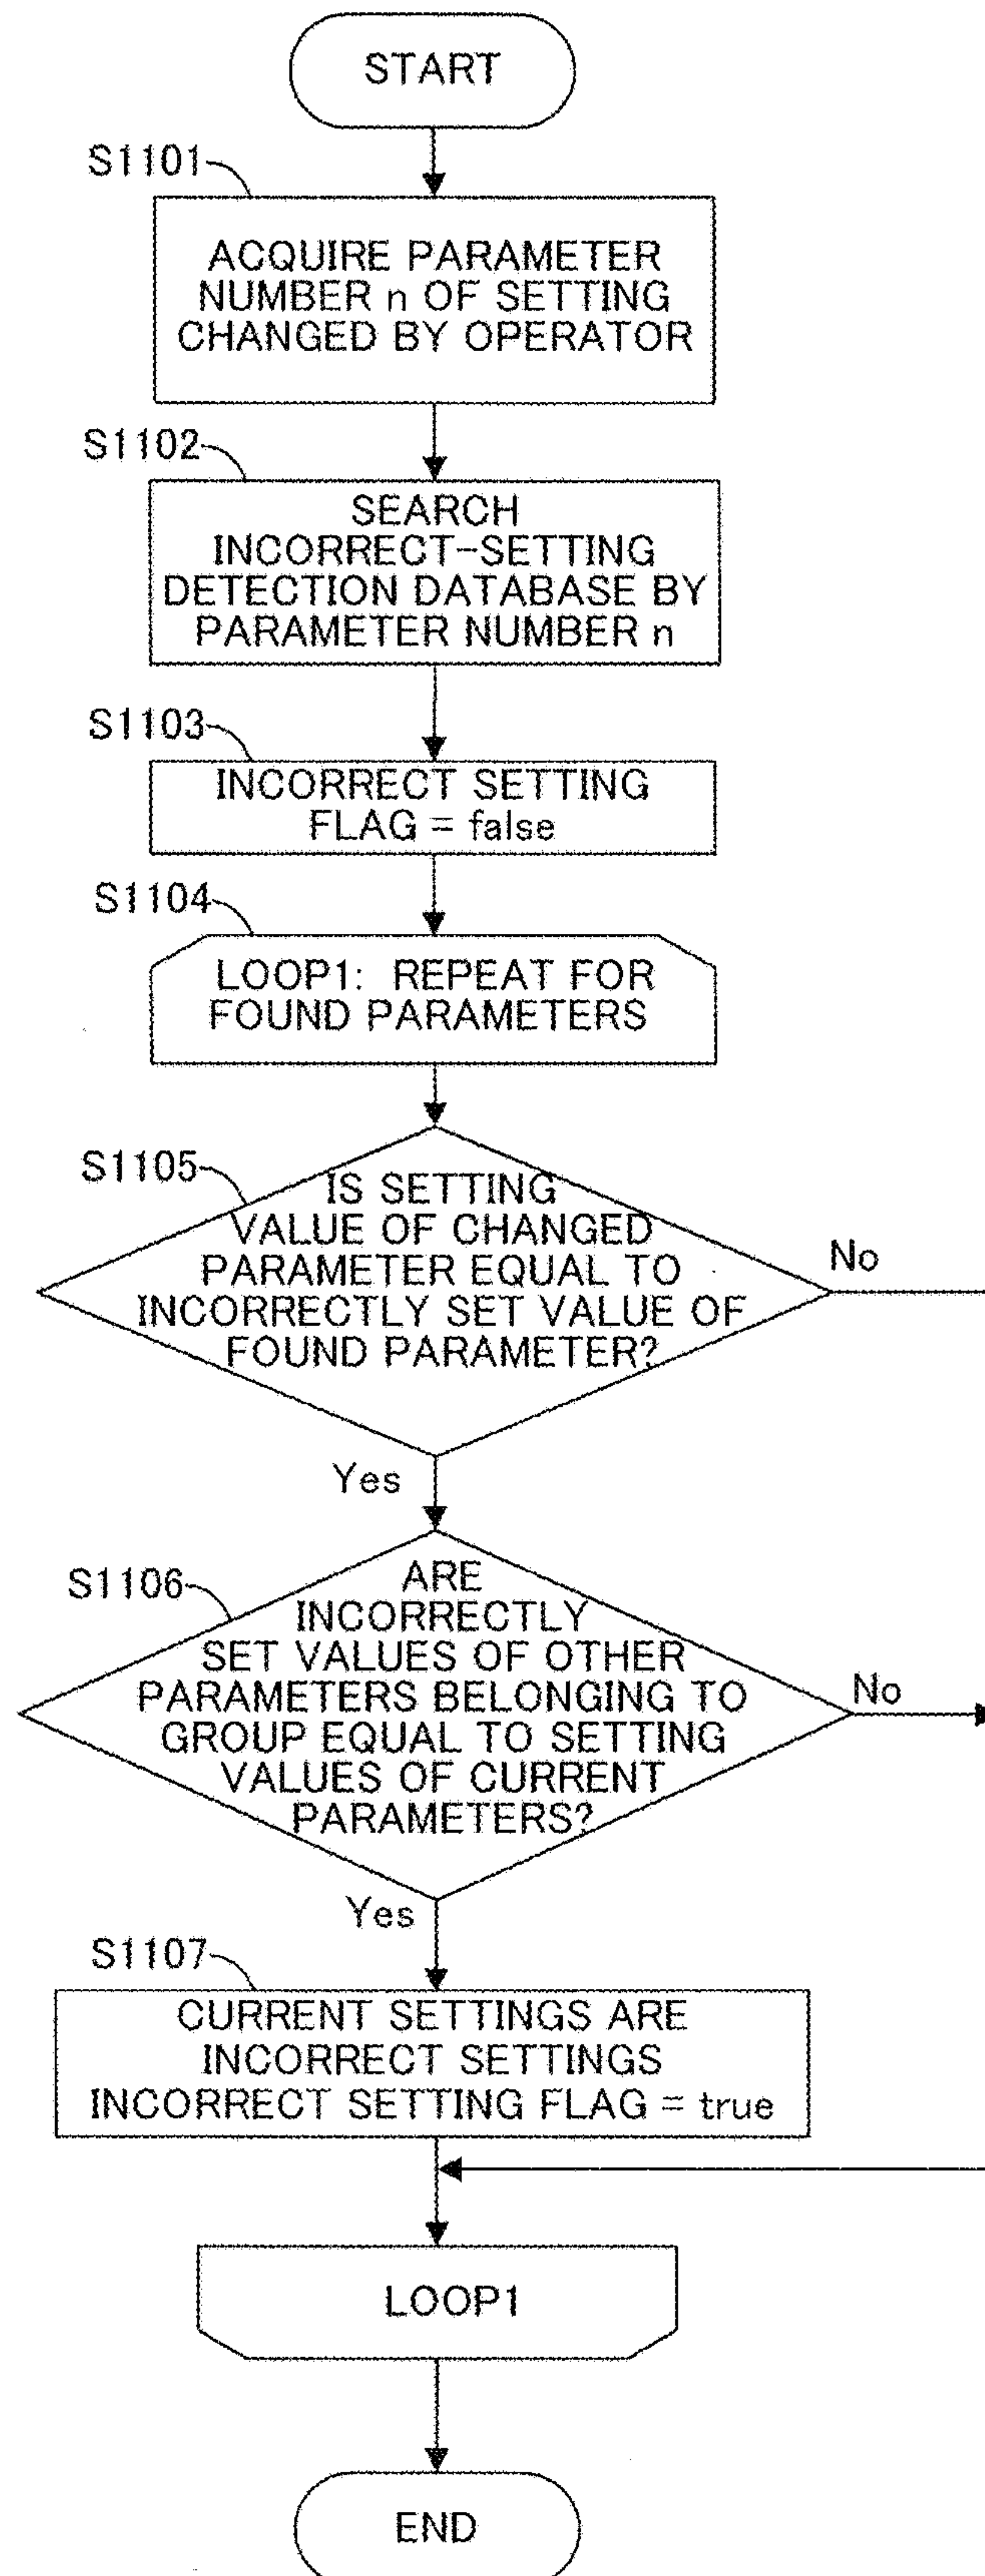 START
S1101
ACQUIRE PARAMETER
NUMBER n OF SETTING
CHANGED BY OPERATOR
S1102
SEARCH
INCORRECT-SETTING
DETECTION DATABASE BY
PARAMETER NUMBER n
S1103
INCORRECT SETTING
FLAG = false
S1104
LOOP1: REPEAT FOR
FOUND PARAMETERS
S1105
IS SETTING
VALUE OF CHANGED
PARAMETER EQUAL TO
INCORRECTLY SET VALUE OF
FOUND PARAMETER?
No
Yes
S1106
ARE
INCORRECTLY
SET VALUES OF OTHER
PARAMETERS BELONGING TO
GROUP EQUAL TO SETTING
VALUES OF CURRENT
PARAMETERS?
No
Yes
S1107
CURRENT SETTINGS ARE
INCORRECT SETTINGS
INCORRECT SETTING FLAG = true
LOOP1
END